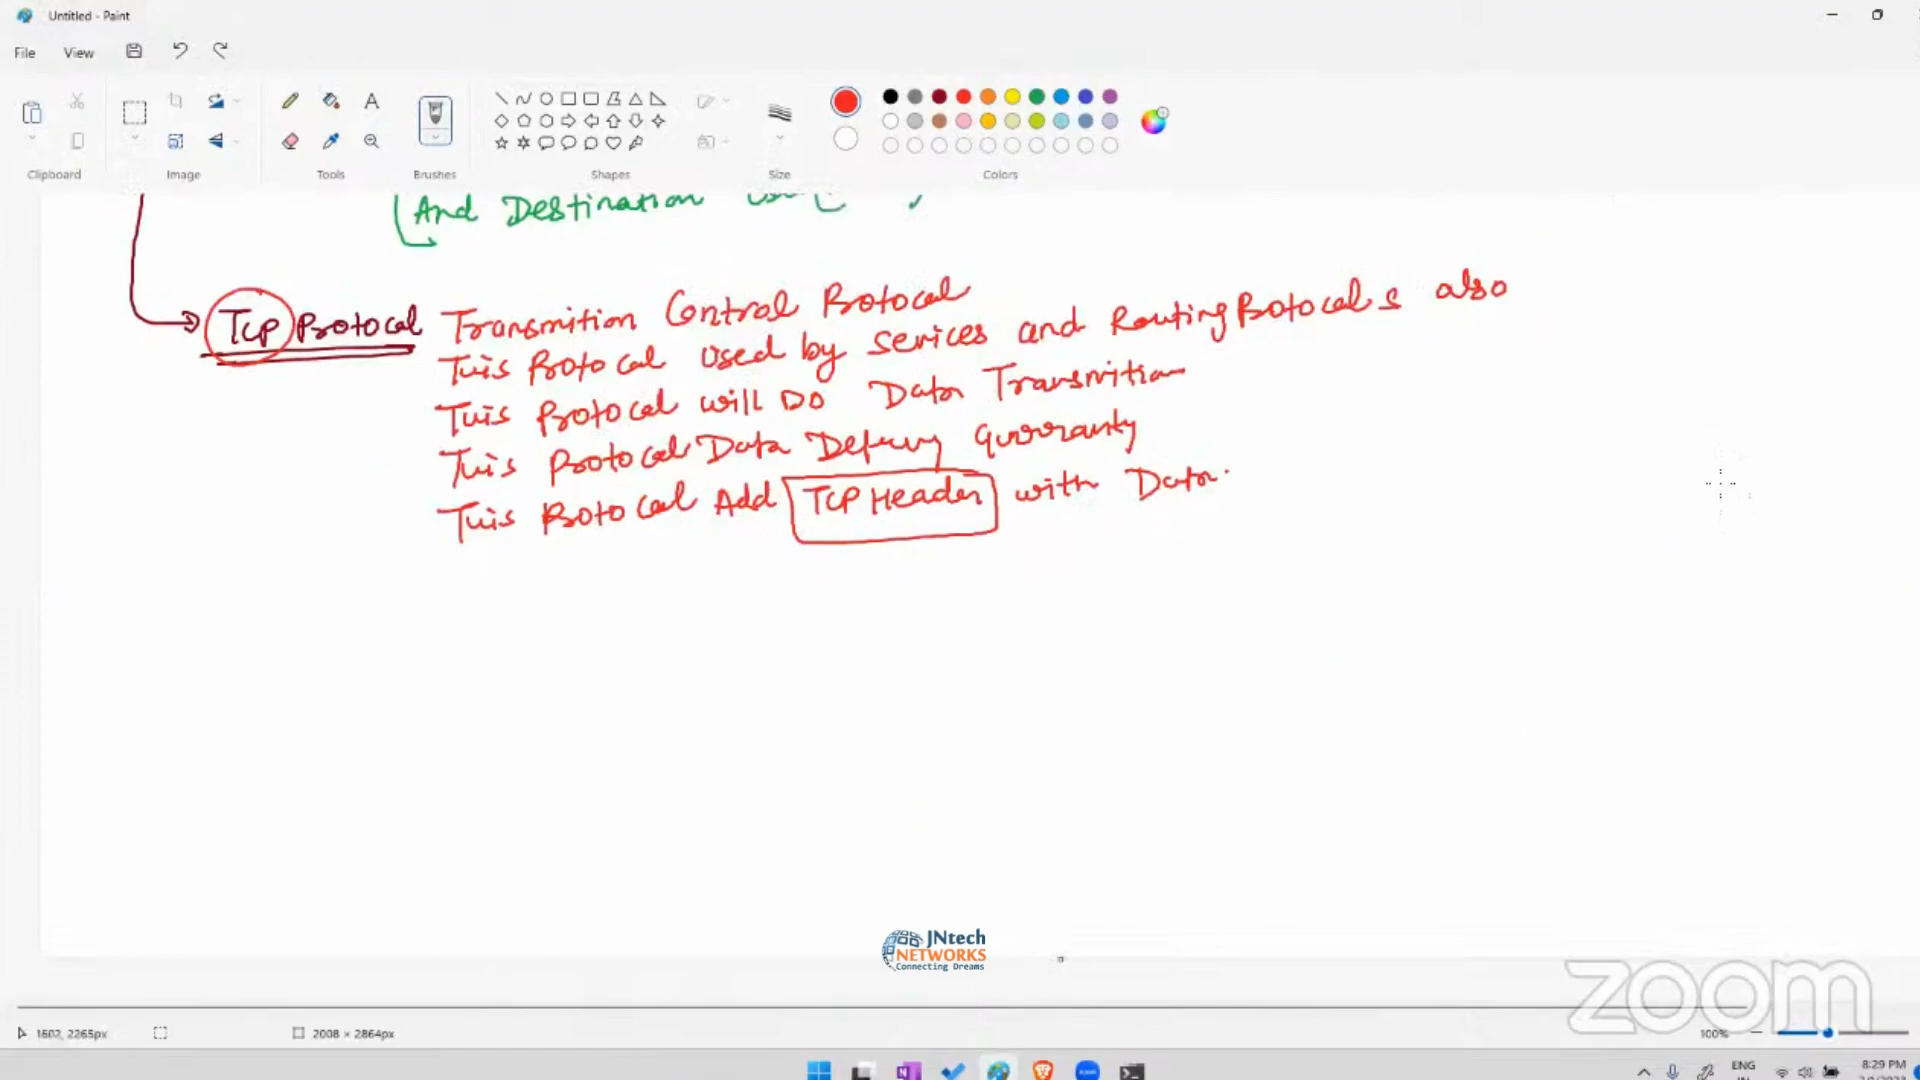 Untitled - Paint
File View
Clipboard Image Tools Brushes Shapes Size Colors
And Destination
Tcp Protocal Transmition Control Protocal
This Protocal used by services and Routing Protocals also
This Protocal will Do Data Transmition
This Protocal Data Delivery gurranty
This Protocal Add TCP Header with Data.
JNtech
NETWORKS
Connecting Dreams
zoom
1602, 2265px 2008 × 2864px 100%
ENG
IN
8:29 PM